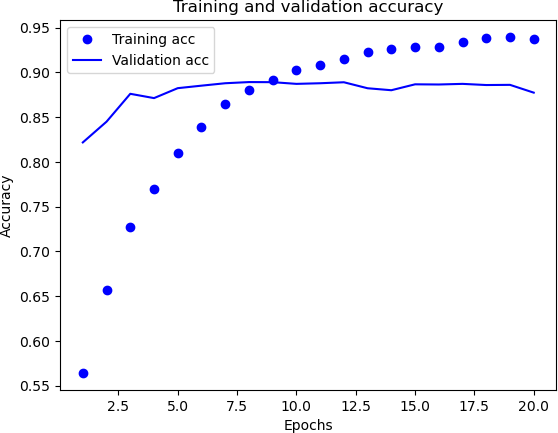 Training and validation accuracy
Training acc
Validation acc
0.95
0.90
0.85
0.80
0.75
0.70
0.65
0.60
0.55
Accuracy
2.5 5.0 7.5 10.0 12.5 15.0 17.5 20.0
Epochs